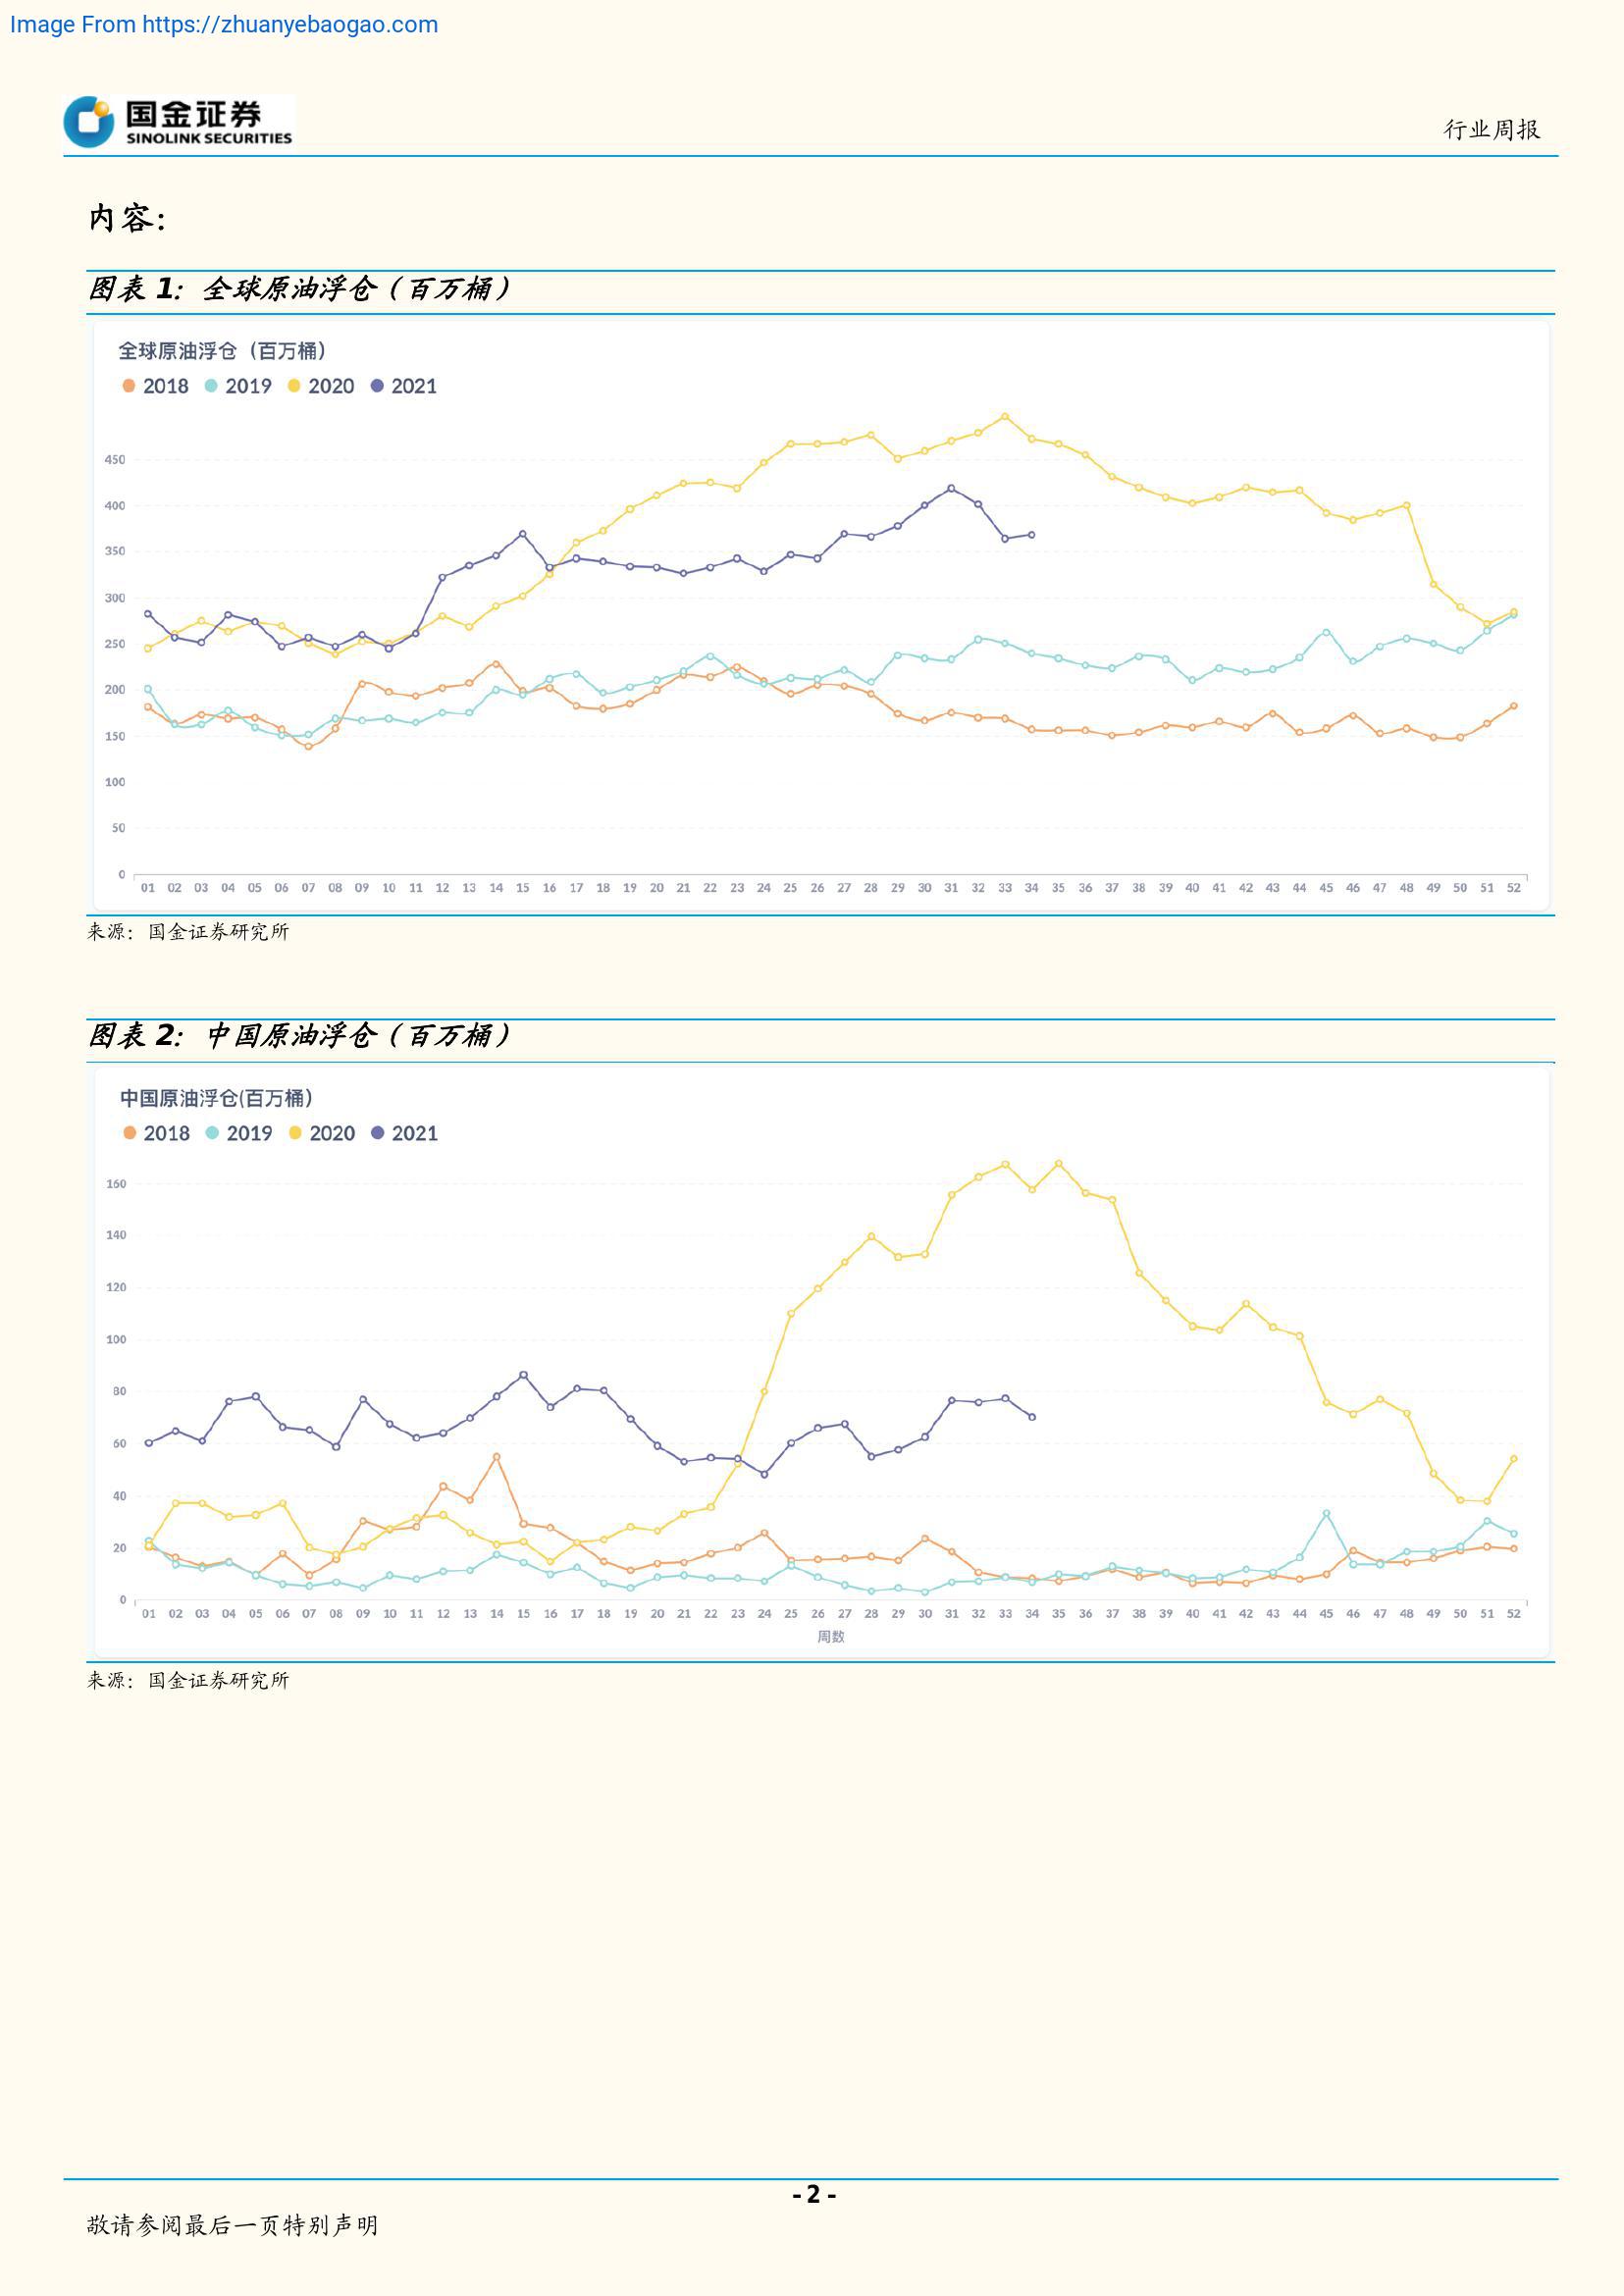 Image From https://zhuanyebaogao.com
国金证券
SINOLINK SECURITIES
行业周报
内容：
图表 1：全球原油浮仓（百万桶）
全球原油浮仓（百万桶）
2018 2019 2020 2021
450
400
350
300
250
200
150
100
50
0
01 02 03 04 05 06 07 08 09 10 11 12 13 14 15 16 17 18 19 20 21 22 23 24 25 26 27 28 29 30 31 32 33 34 35 36 37 38 39 40 41 42 43 44 45 46 47 48 49 50 51 52
来源：国金证券研究所
图表 2：中国原油浮仓（百万桶）
中国原油浮仓(百万桶）
2018 2019 2020 2021
160
140
120
100
80
60
40
20
0
01 02 03 04 05 06 07 08 09 10 11 12 13 14 15 16 17 18 19 20 21 22 23 24 25 26 27 28 29 30 31 32 33 34 35 36 37 38 39 40 41 42 43 44 45 46 47 48 49 50 51 52
周数
来源：国金证券研究所
- 2 -
敬请参阅最后一页特别声明